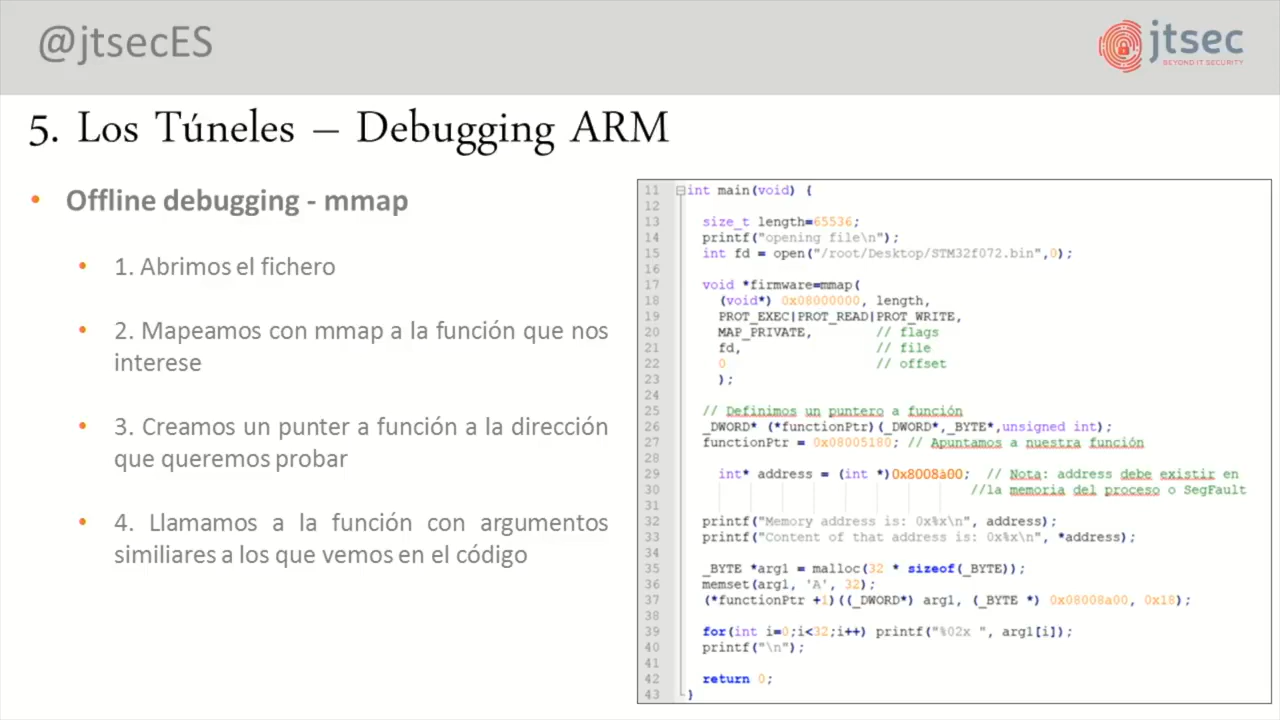 @jtsecES
jtsec
BEYOND IT SECURITY
5. Los Túneles – Debugging ARM
• Offline debugging - mmap
• 1. Abrimos el fichero
• 2. Mapeamos con mmap a la función que nos
interese
• 3. Creamos un punter a función a la dirección
que queremos probar
• 4. Llamamos a la función con argumentos
similiares a los que vemos en el código
11 int main(void) {
12
13 size_t length=65536;
14 printf("opening file\n");
15 int fd = open("/root/Desktop/STM32f072.bin",0);
16
17 void *firmware=mmap(
18 (void*) 0x08000000, length,
19 PROT_EXEC|PROT_READ|PROT_WRITE,
20 MAP_PRIVATE, // flags
21 fd, // file
22 0 // offset
23 );
24
25 // Definimos un puntero a función
26 _DWORD* (*functionPtr)(_DWORD*,_BYTE*,unsigned int);
27 functionPtr = 0x08005180; // Apuntamos a nuestra función
28
29 int* address = (int *)0x8008a00; // Nota: address debe existir en
30 //la memoria del proceso o SegFault
31
32 printf("Memory address is: 0x%x\n", address);
33 printf("Content of that address is: 0x%x\n", *address);
34
35 _BYTE *arg1 = malloc(32 * sizeof(_BYTE));
36 memset(arg1, 'A', 32);
37 (*functionPtr +1)((_DWORD*) arg1, (_BYTE *) 0x08008a00, 0x18);
38
39 for(int i=0;i<32;i++) printf("%02x ", arg1[i]);
40 printf("\n");
41
42 return 0;
43 }